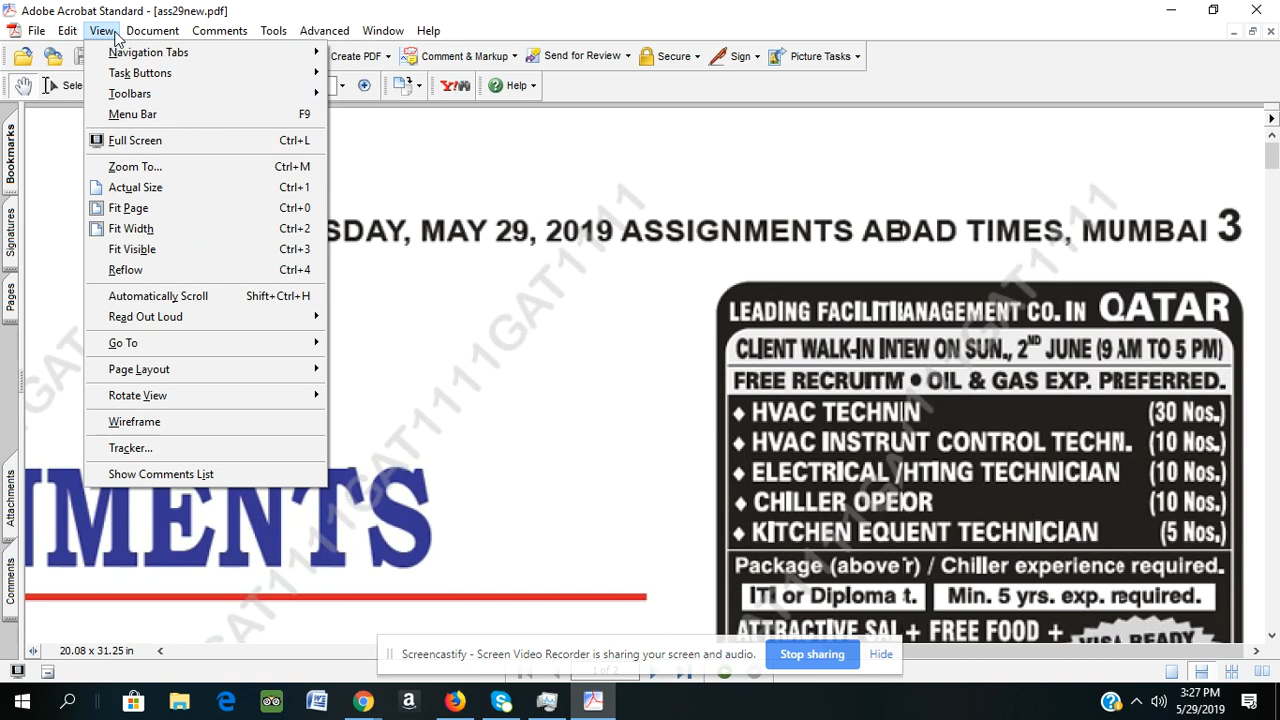 Adobe Acrobat Standard - [ass29new.pdf]
File Edit View Document Comments Tools Advanced Window Help
Create PDF Comment & Markup Send for Review Secure Sign Picture Tasks
Y! Help
Navigation Tabs
Task Buttons
Toolbars
Menu Bar F9
Full Screen Ctrl+L
Zoom To... Ctrl+M
Actual Size Ctrl+1
Fit Page Ctrl+0
Fit Width Ctrl+2
Fit Visible Ctrl+3
Reflow Ctrl+4
Automatically Scroll Shift+Ctrl+H
Read Out Loud
Go To
Page Layout
Rotate View
Wireframe
Tracker...
Show Comments List
Bookmarks
Signatures
Pages
Attachments
Comments
SDAY, MAY 29, 2019 ASSIGNMENTS ABDAD TIMES, MUMBAI 3
MENTS
LEADING FACILITIANAGEMENT CO. IN QATAR
CLIENT WALK-IN INTEW ON SUN., 2ND JUNE (9 AM TO 5 PM)
FREE RECRUITM • OIL & GAS EXP. PREFERRED.
♦ HVAC TECHNIN (30 Nos.)
♦ HVAC INSTRUNT CONTROL TECHN. (10 Nos.)
♦ ELECTRICAL /HTING TECHNICIAN (10 Nos.)
♦ CHILLER OPEOR (10 Nos.)
♦ KITCHEN EQUENT TECHNICIAN (5 Nos.)
Package (above r) / Chiller experience required.
ITI or Diploma t. Min. 5 yrs. exp. required.
ATTRACTIVE SAL + FREE FOOD +
VISA READY
20.08 x 31.25 in
Screencastify - Screen Video Recorder is sharing your screen and audio. Stop sharing Hide
1 of 2
3:27 PM
5/29/2019